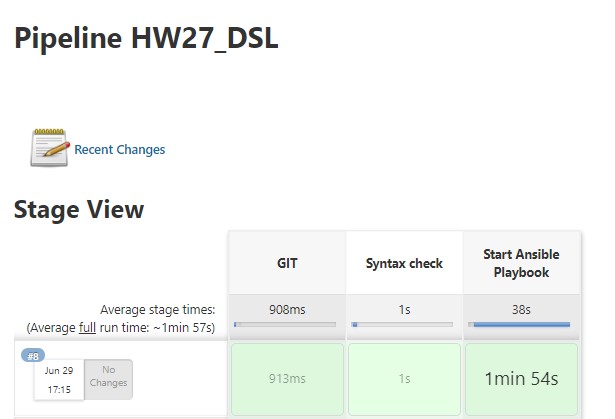 Pipeline HW27_DSL
Recent Changes
Stage View
GIT
Syntax check
Start Ansible
Playbook
Average stage times:
(Average full run time: ~1min 57s)
908ms
1s
38s
#8
Jun 29
17:15
No
Changes
913ms
1s
1min 54s